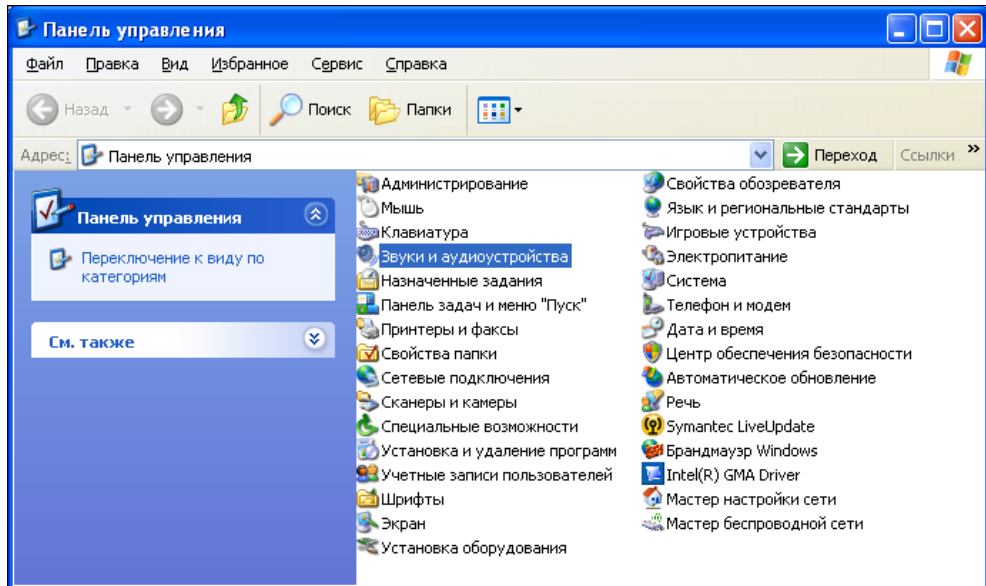 Панель управления
Файл Правка Вид Избранное Сервис Справка
Назад Поиск Папки
Адрес: Панель управления Переход Ссылки »
Панель управления
Переключение к виду по
категориям
См. также
Администрирование
Мышь
Клавиатура
Звуки и аудиоустройства
Назначенные задания
Панель задач и меню "Пуск"
Принтеры и факсы
Свойства папки
Сетевые подключения
Сканеры и камеры
Специальные возможности
Установка и удаление программ
Учетные записи пользователей
Шрифты
Экран
Установка оборудования
Свойства обозревателя
Язык и региональные стандарты
Игровые устройства
Электропитание
Система
Телефон и модем
Дата и время
Центр обеспечения безопасности
Автоматическое обновление
Речь
Symantec LiveUpdate
Брандмауэр Windows
Intel(R) GMA Driver
Мастер настройки сети
Мастер беспроводной сети